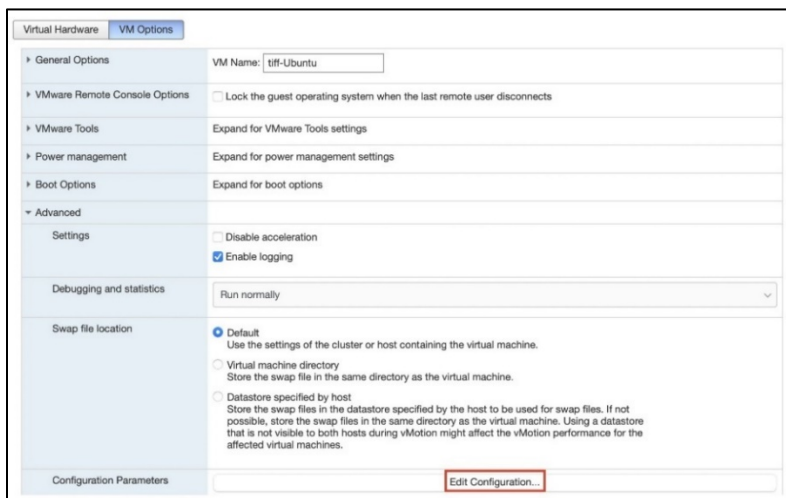 Virtual Hardware VM Options
General Options VM Name: tiff-Ubuntu
VMware Remote Console Options Lock the guest operating system when the last remote user disconnects
VMware Tools Expand for VMware Tools settings
Power management Expand for power management settings
Boot Options Expand for boot options
Advanced
Settings Disable acceleration
Enable logging
Debugging and statistics Run normally
Swap file location Default
Use the settings of the cluster or host containing the virtual machine.
Virtual machine directory
Store the swap file in the same directory as the virtual machine.
Datastore specified by host
Store the swap files in the datastore specified by the host to be used for swap files. If not
possible, store the swap files in the same directory as the virtual machine. Using a datastore
that is not visible to both hosts during vMotion might affect the vMotion performance for the
affected virtual machines.
Configuration Parameters Edit Configuration...